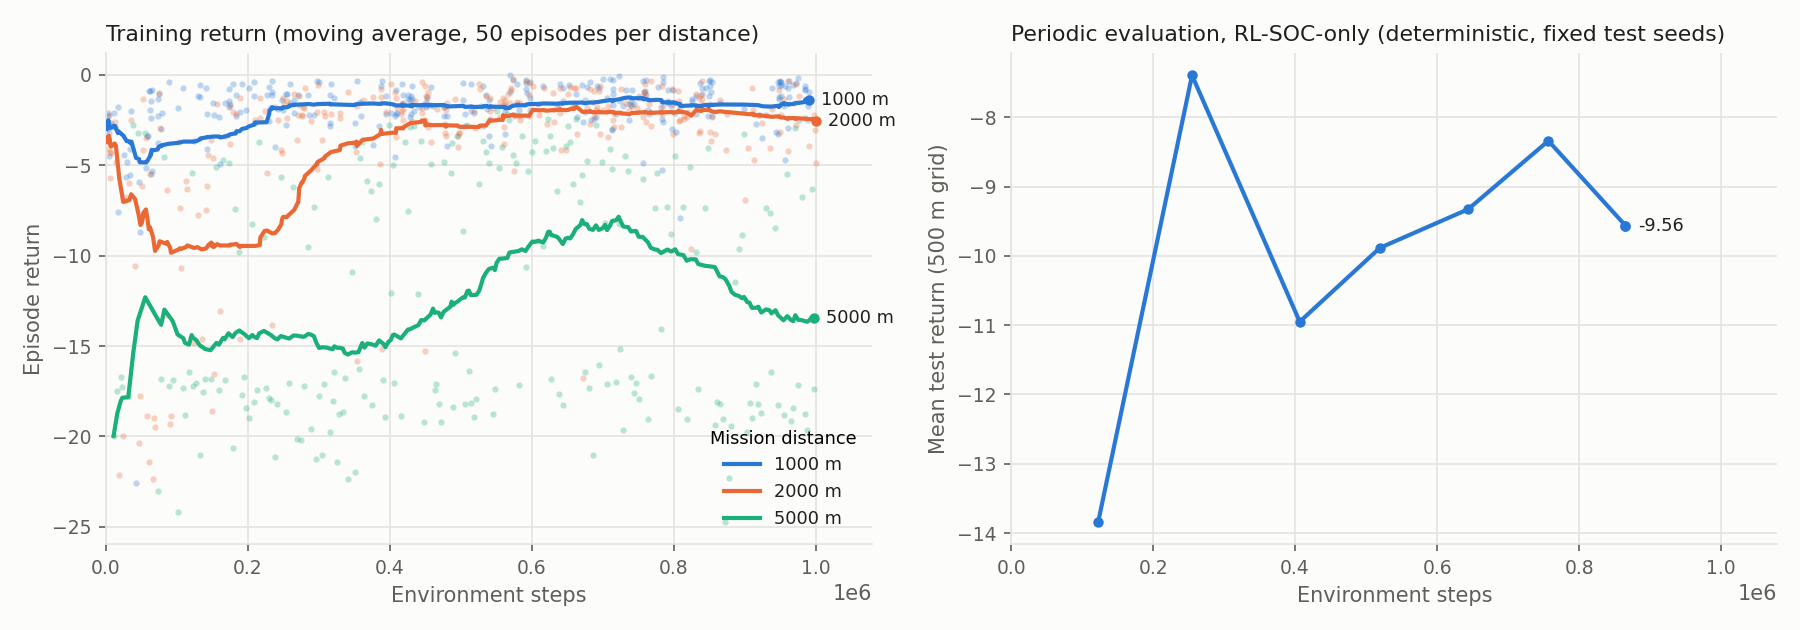 Training return (moving average, 50 episodes per distance)
0
−5
−10
−15
−20
−25
Episode return
1000 m
2000 m
5000 m
Mission distance
1000 m
2000 m
5000 m
0.0
0.2
0.4
0.6
0.8
1.0
1e6
Environment steps
Periodic evaluation, RL-SOC-only (deterministic, fixed test seeds)
−8
−9
−10
−11
−12
−13
−14
Mean test return (500 m grid)
-9.56
0.0
0.2
0.4
0.6
0.8
1.0
1e6
Environment steps